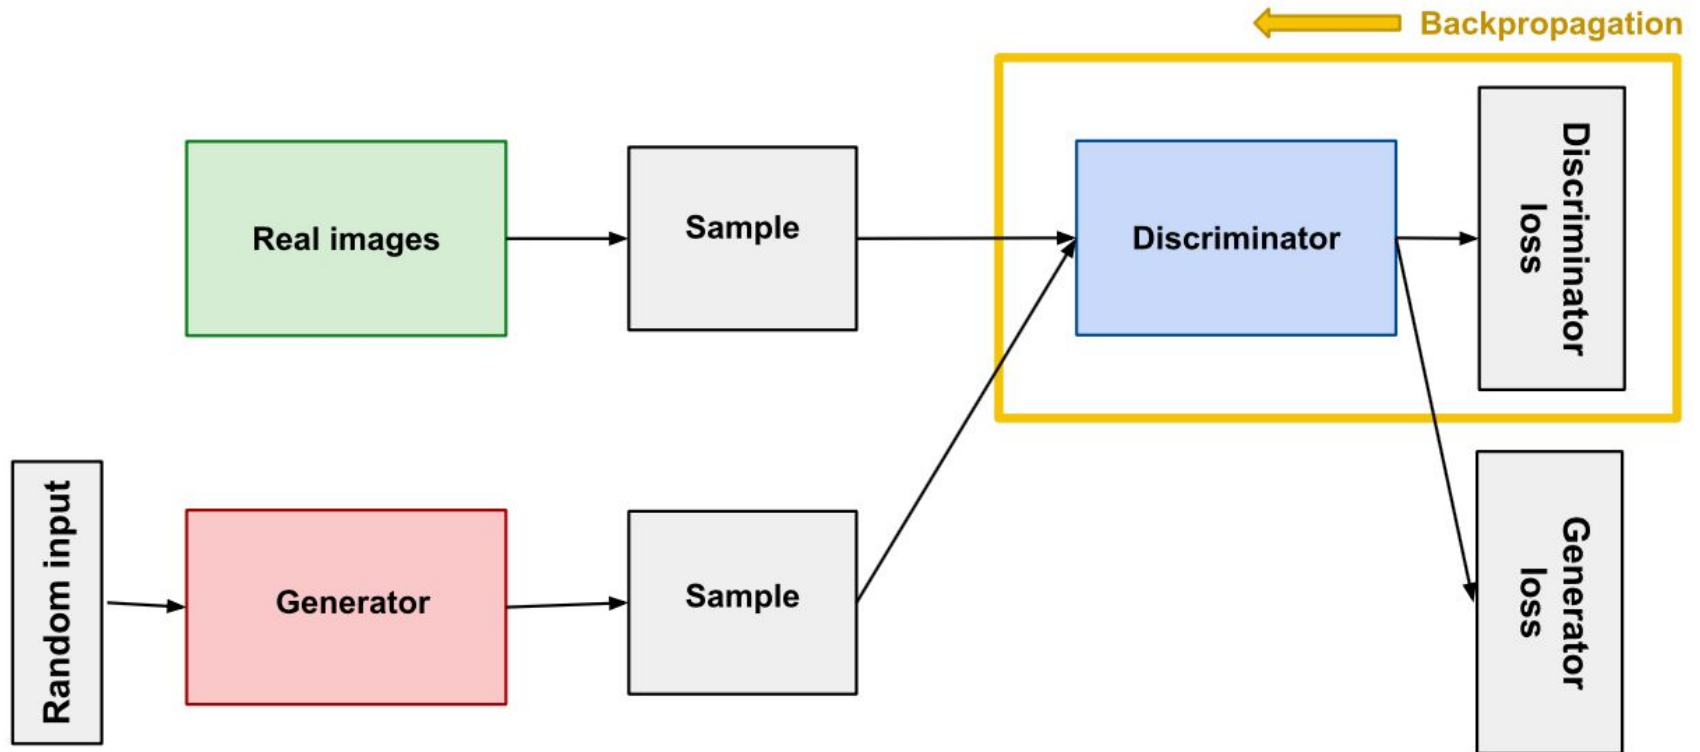 Backpropagation
Real images
Sample
Discriminator
Discriminator
loss
Random input
Generator
Sample
Generator
loss